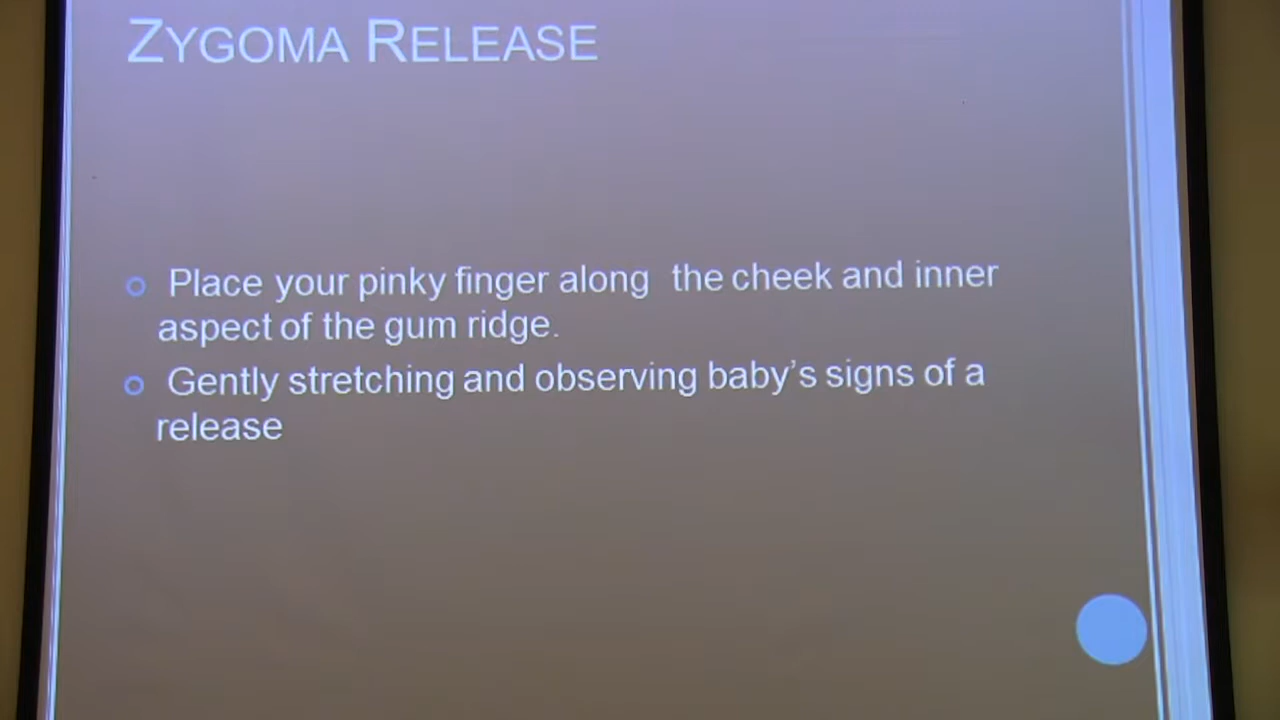 ZYGOMA RELEASE
Place your pinky finger along the cheek and inner
aspect of the gum ridge.
Gently stretching and observing baby's signs of a
release